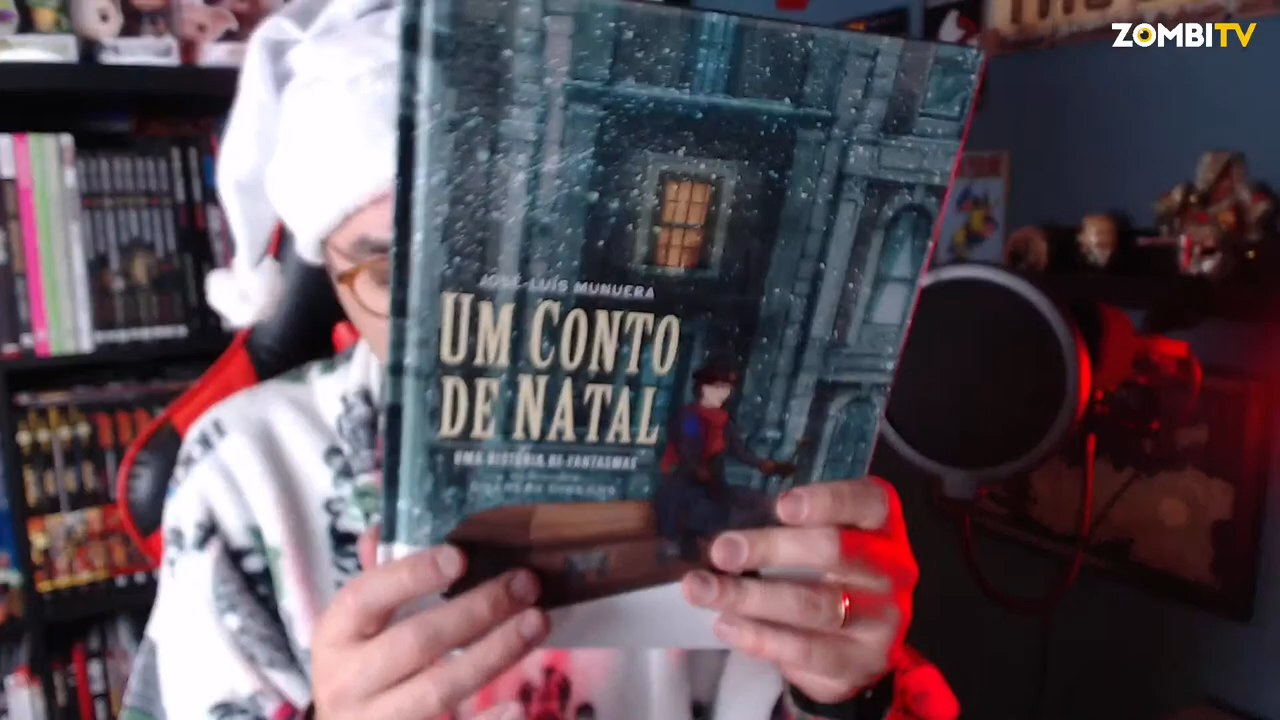 ZOMBITV
JOSÉ-LUIS MUNUERA
UM CONTO
DE NATAL
UMA HISTÓRIA DE FANTASMAS